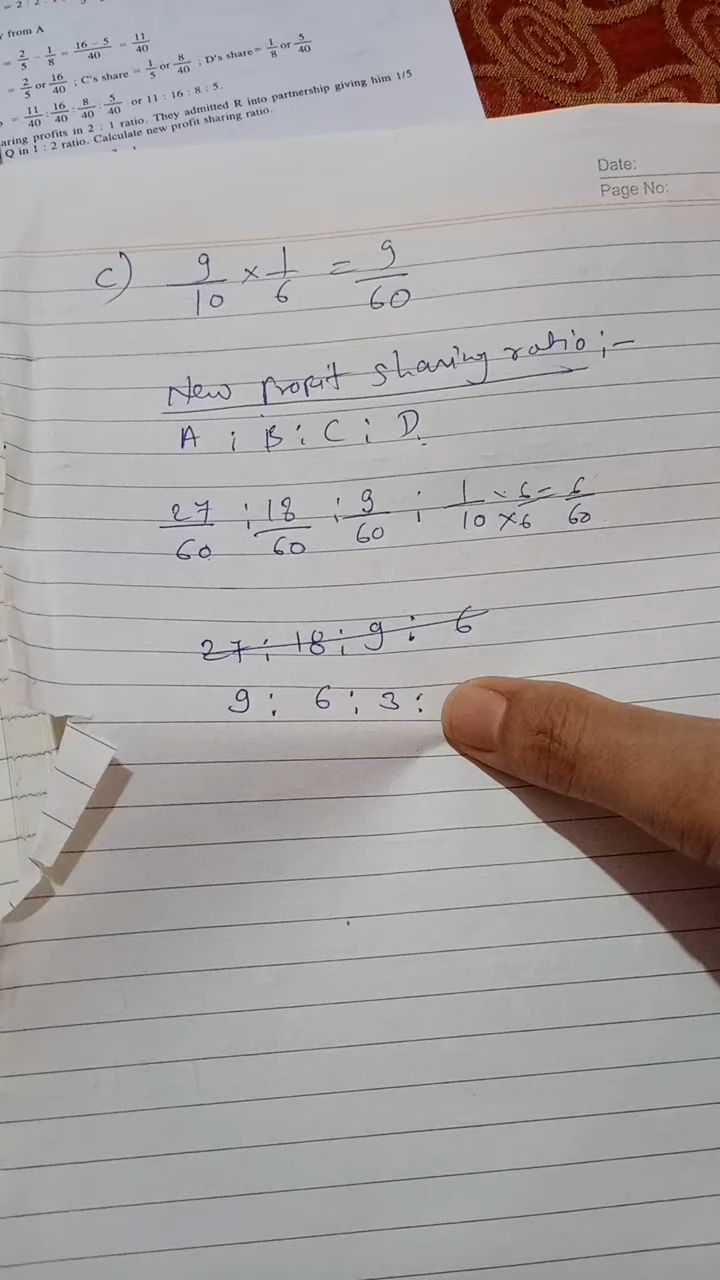 y from A
= 2/5 - 1/8 = 16 - 5/40 = 11/40
= 2/5 or 16/40 ; C's share = 1/5 or 8/40 ; D's share = 1/8 or 5/40
= 11/40 : 16/40 : 8/40 : 5/40 or 11 : 16 : 8 : 5.
aring profits in 2 : 1 ratio. They admitted R into partnership giving him 1/5
Q in 1 : 2 ratio. Calculate new profit sharing ratio.
Date:
Page No:
c) 9/10 × 1/6 = 9/60
New profit sharing ratio :-
A : B : C : D
27/60 : 18/60 : 9/60 : 1/10 × 6/×6 = 6/60
27 : 18 : 9 : 6
9 : 6 : 3 :